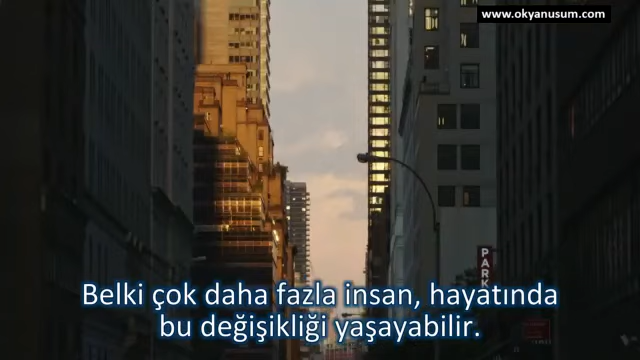 www.okyanusum.com
PARK
Belki çok daha fazla insan, hayatında
bu değişikliği yaşayabilir.